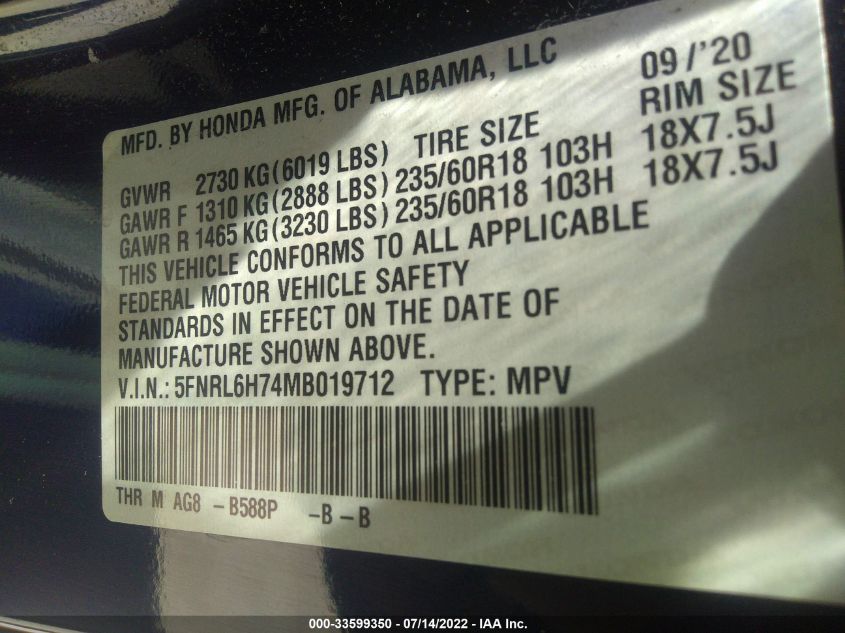 MFD. BY HONDA MFG. OF ALABAMA, LLC 09/'20
TIRE SIZE RIM SIZE
GVWR 2730 KG(6019 LBS)
GAWR F 1310 KG(2888 LBS) 235/60R18 103H 18X7.5J
GAWR R 1465 KG(3230 LBS) 235/60R18 103H 18X7.5J
THIS VEHICLE CONFORMS TO ALL APPLICABLE
FEDERAL MOTOR VEHICLE SAFETY
STANDARDS IN EFFECT ON THE DATE OF
MANUFACTURE SHOWN ABOVE.
V.I.N.: 5FNRL6H74MB019712 TYPE: MPV
THR M AG8 -B588P -B-B
000-33599350 - 07/14/2022 - IAA Inc.